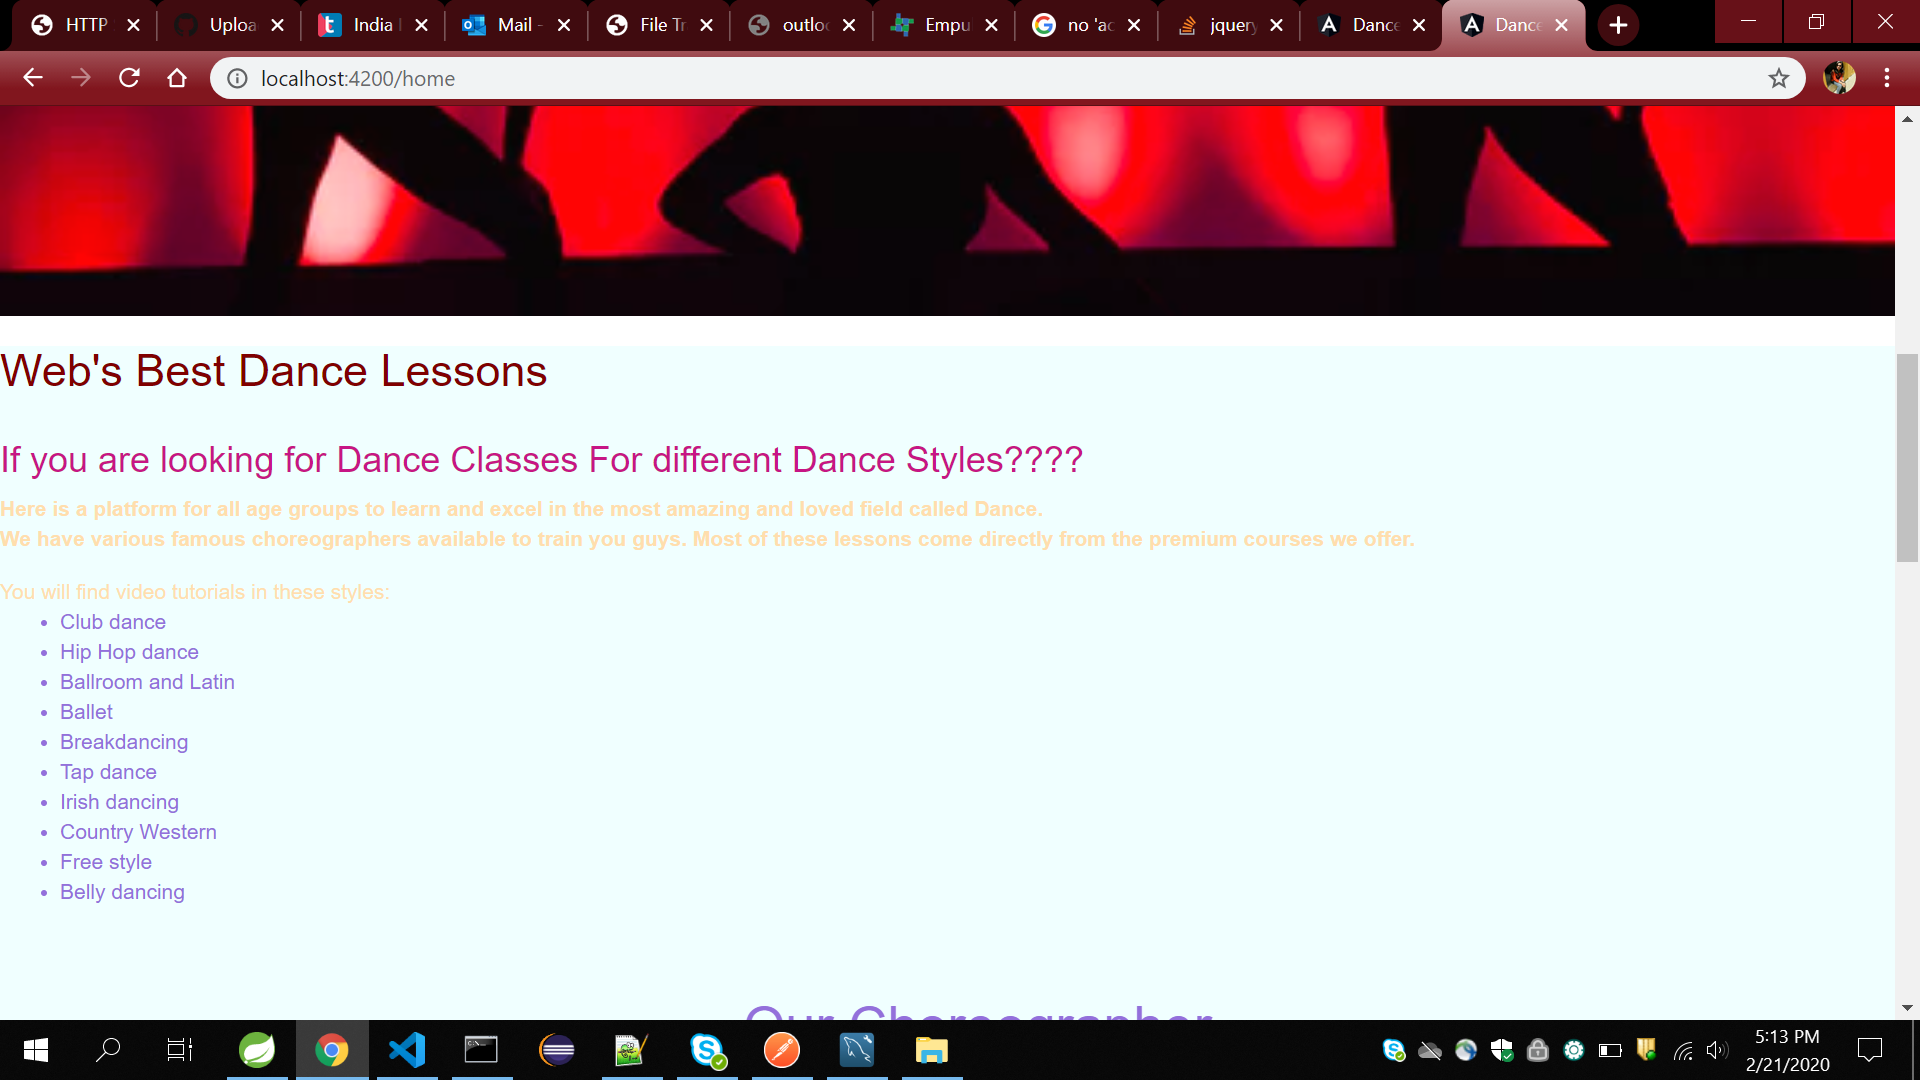 HTTP
Uploa
India
Mail -
File Tr
outloo
Empu
no 'ac
jquery
Dance
Dance
localhost:4200/home
Web's Best Dance Lessons
If you are looking for Dance Classes For different Dance Styles????
Here is a platform for all age groups to learn and excel in the most amazing and loved field called Dance.
We have various famous choreographers available to train you guys. Most of these lessons come directly from the premium courses we offer.
You will find video tutorials in these styles:
• Club dance
• Hip Hop dance
• Ballroom and Latin
• Ballet
• Breakdancing
• Tap dance
• Irish dancing
• Country Western
• Free style
• Belly dancing
Our Choreographer
5:13 PM
2/21/2020